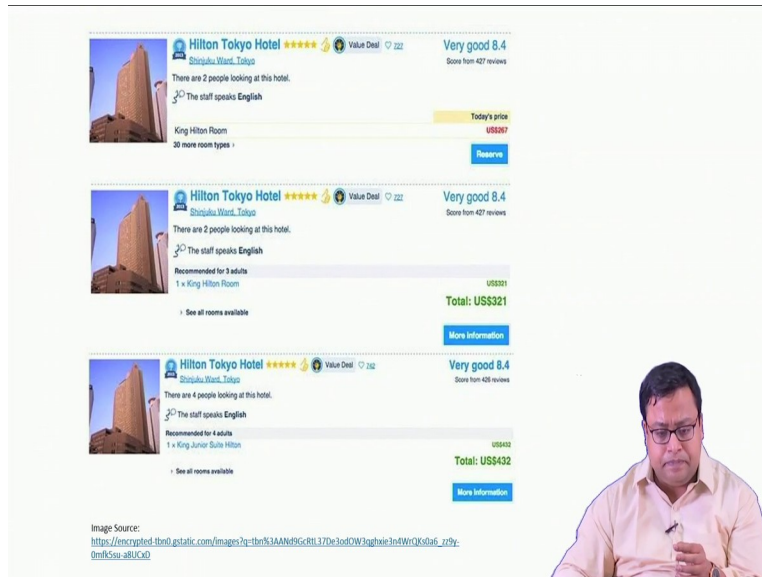 Hilton Tokyo Hotel Value Deal 727 Very good 8.4
Shinjuku Ward, Tokyo Score from 427 reviews
There are 2 people looking at this hotel.
The staff speaks English
Today's price
King Hilton Room US$267
30 more room types ›
Reserve
Hilton Tokyo Hotel Value Deal 727 Very good 8.4
Shinjuku Ward, Tokyo Score from 427 reviews
There are 2 people looking at this hotel.
The staff speaks English
Recommended for 3 adults
1 x King Hilton Room US$321
Total: US$321
› See all rooms available
More Information
Hilton Tokyo Hotel Value Deal 762 Very good 8.4
Shinjuku Ward, Tokyo Score from 426 reviews
There are 4 people looking at this hotel.
The staff speaks English
Recommended for 4 adults
1 x King Junior Suite Hilton US$432
Total: US$432
› See all rooms available
More Information
Image Source:
https://encrypted-tbn0.gstatic.com/images?q=tbn%3AANd9GcRtL37De3odOW3qghxie3n4WrQKs0a6_zz9y-
0mfk5su-a8UCxD